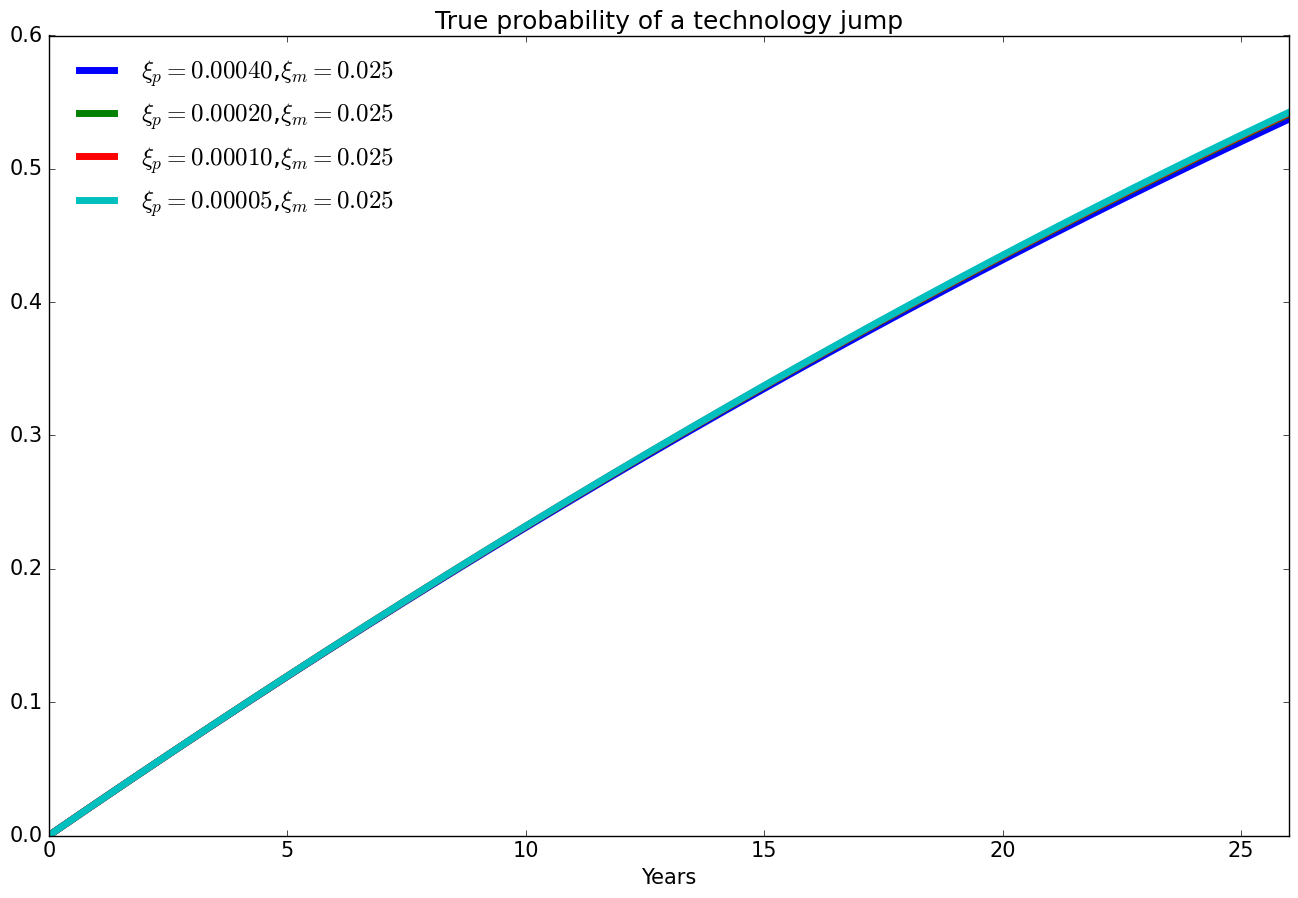 True probability of a technology jump
0.6
0.5
0.4
0.3
0.2
0.1
0.0
ξp = 0.00040,ξm = 0.025
ξp = 0.00020,ξm = 0.025
ξp = 0.00010,ξm = 0.025
ξp = 0.00005,ξm = 0.025
0 5 10 15 20 25
Years